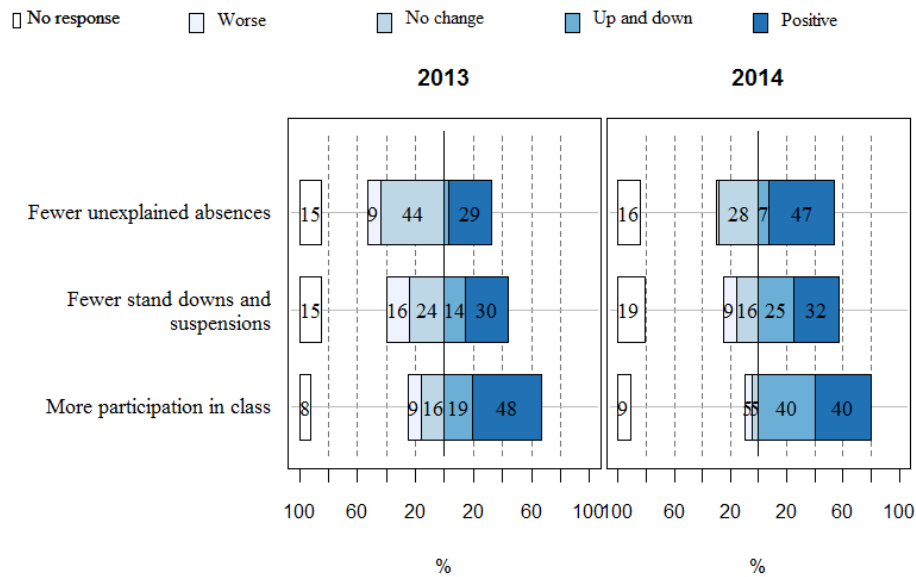 No response Worse No change Up and down Positive
2013 2014
Fewer unexplained absences 15 9 44 29 16 28 7 47
Fewer stand downs and
suspensions 15 16 24 14 30 19 9 16 25 32
More participation in class 8 9 16 19 48 9 5 5 40 40
100 60 20 20 60 100 100 60 20 20 60 100
% %